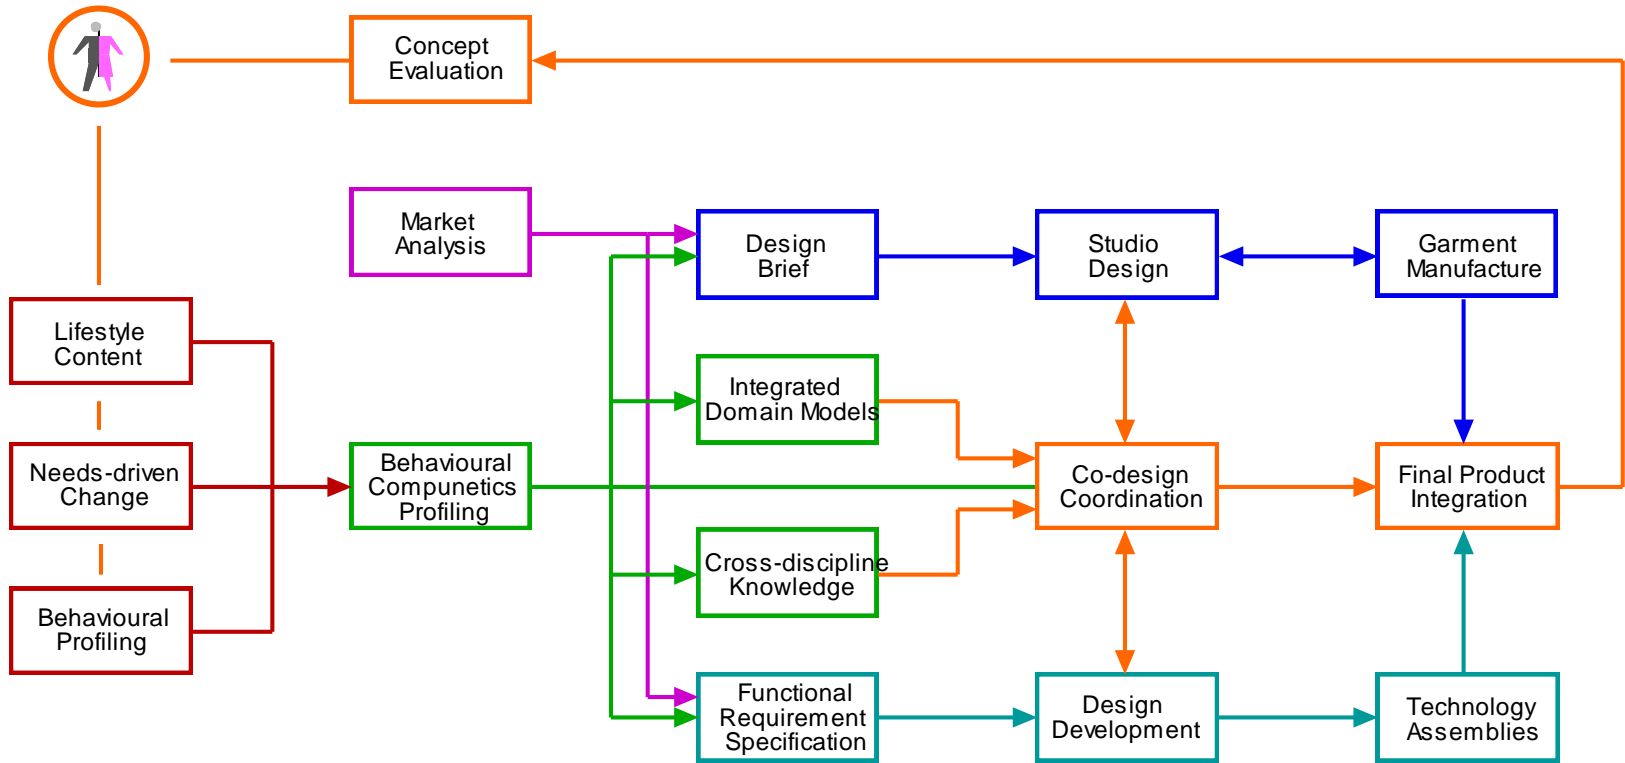 Concept
Evaluation
Market
Analysis
Design
Brief
Studio
Design
Garment
Manufacture
Lifestyle
Content
Integrated
Domain Models
Needs-driven
Change
Behavioural
Compunetics
Profiling
Co-design
Coordination
Final Product
Integration
Cross-discipline
Knowledge
Behavioural
Profiling
Functional
Requirement
Specification
Design
Development
Technology
Assemblies